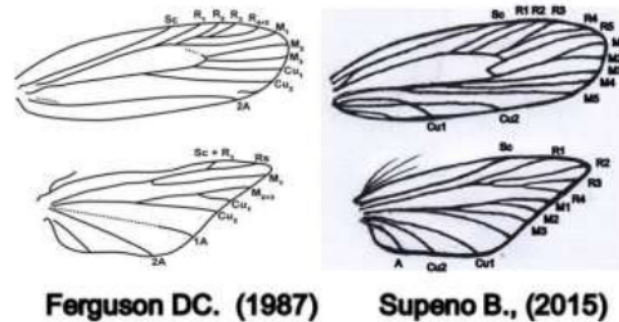 Sc R₁ R₂ R₃ R₄₊₅ M₁ M₂ M₃ Cu₁ Cu₂ 2A
Sc R1 R2 R3 R4 R5 M M2 M3 M4 M5 Cu2 Cu1
Sc + R₁ Rs M₁ M₂₊₃ Cu₁ Cu₂ 1A 2A
Sc R1 R2 R3 R4 M1 M2 M3 Cu1 Cu2 A
Ferguson DC. (1987) Supeno B., (2015)